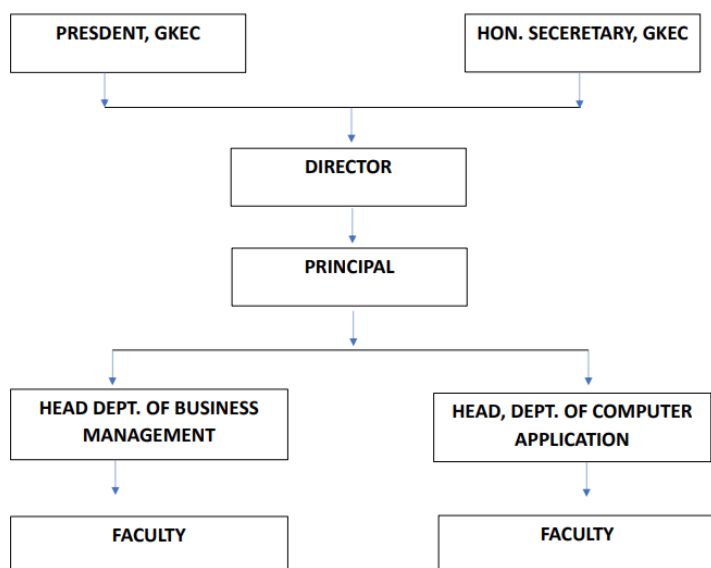 PRESDENT, GKEC
HON. SECERETARY, GKEC
DIRECTOR
PRINCIPAL
HEAD DEPT. OF BUSINESS
MANAGEMENT
HEAD, DEPT. OF COMPUTER
APPLICATION
FACULTY
FACULTY